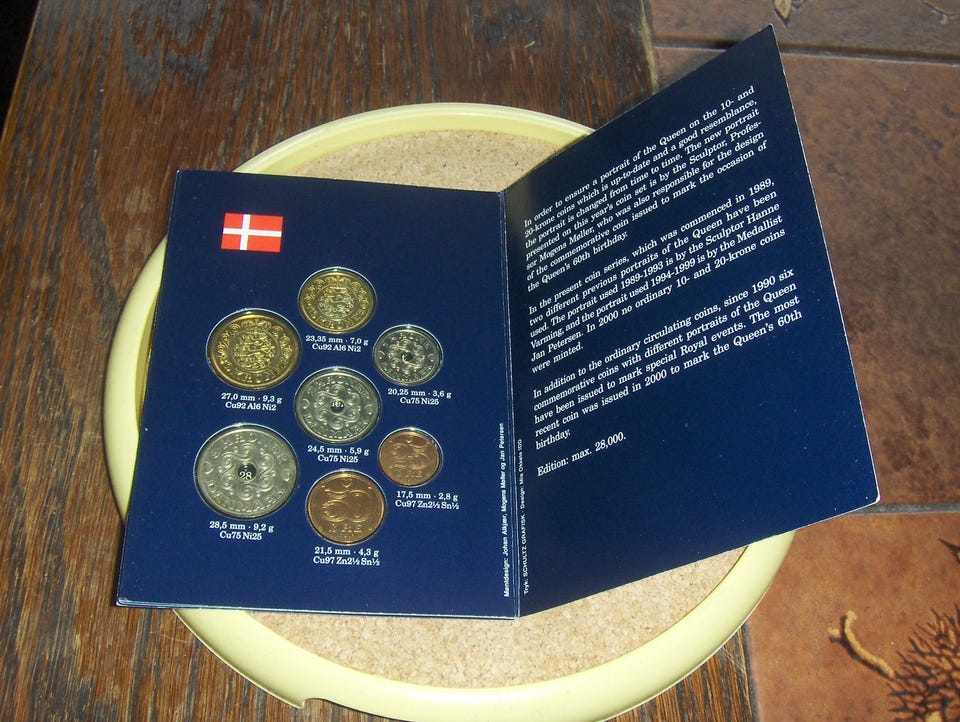 23,35 mm · 7,0 g
Cu92 Al6 Ni2
27,0 mm · 9,3 g
Cu92 Al6 Ni2
20,25 mm · 3,6 g
Cu75 Ni25
24,5 mm · 5,9 g
Cu75 Ni25
28
28,5 mm · 9,2 g
Cu75 Ni25
25
17,5 mm · 2,8 g
Cu97 Zn2½ Sn½
50
ØRE
21,5 mm · 4,3 g
Cu97 Zn2½ Sn½
Møntdesign: Johan Alkjær, Mogens Møller og Jan Petersen
Tryk: SCHULTZ GRAFISK · Design:
In order to ensure a portrait of the Queen on the 10- and
20-krone coins which is up-to-date and a good resemblance,
the portrait is changed from time to time. The new portrait
presented on this year's coin set is by the Sculptor, Profes-
sor Mogens Møller, who was also responsible for the design
of the commemorative coin issued to mark the occasion of
the Queen's 60th birthday.
In the present coin series, which was commenced in 1989,
two different previous portraits of the Queen have been
used. The portrait used 1989-1993 is by the Sculptor Hanne
Varming, and the portrait used 1994-1999 is by the Medallist
Jan Petersen. In 2000 no ordinary 10- and 20-krone coins
were minted.
In addition to the ordinary circulating coins, since 1990 six
commemorative coins with different portraits of the Queen
have been issued to mark special Royal events. The most
recent coin was issued in 2000 to mark the Queen's 60th
birthday.
Edition: max. 28,000.